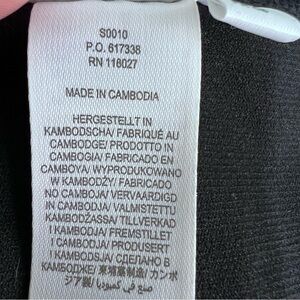 S0010
P.O. 617338
RN 118027
MADE IN CAMBODIA
HERGESTELLT IN
KAMBODSCHA/ FABRIQUÉ AU
CAMBODGE/ PRODOTTO IN
CAMBOGIA/ FABRICADO EN
CAMBOYA/ WYPRODUKOWANO
W KAMBODŻY/ FABRICADO
NO CAMBOJA/ VERVAARDIGD
IN CAMBODJA/ VALMISTETTU
KAMBODŽASSA/ TILLVERKAD
I KAMBODJA/ FREMSTILLET
I CAMBODJA/ PRODUSERT
I KAMBODSJA/ СДЕЛАНО В
КАМБОДЖЕ/ 柬埔寨制造/ カンボ
ジア製/ صنع في كمبوديا